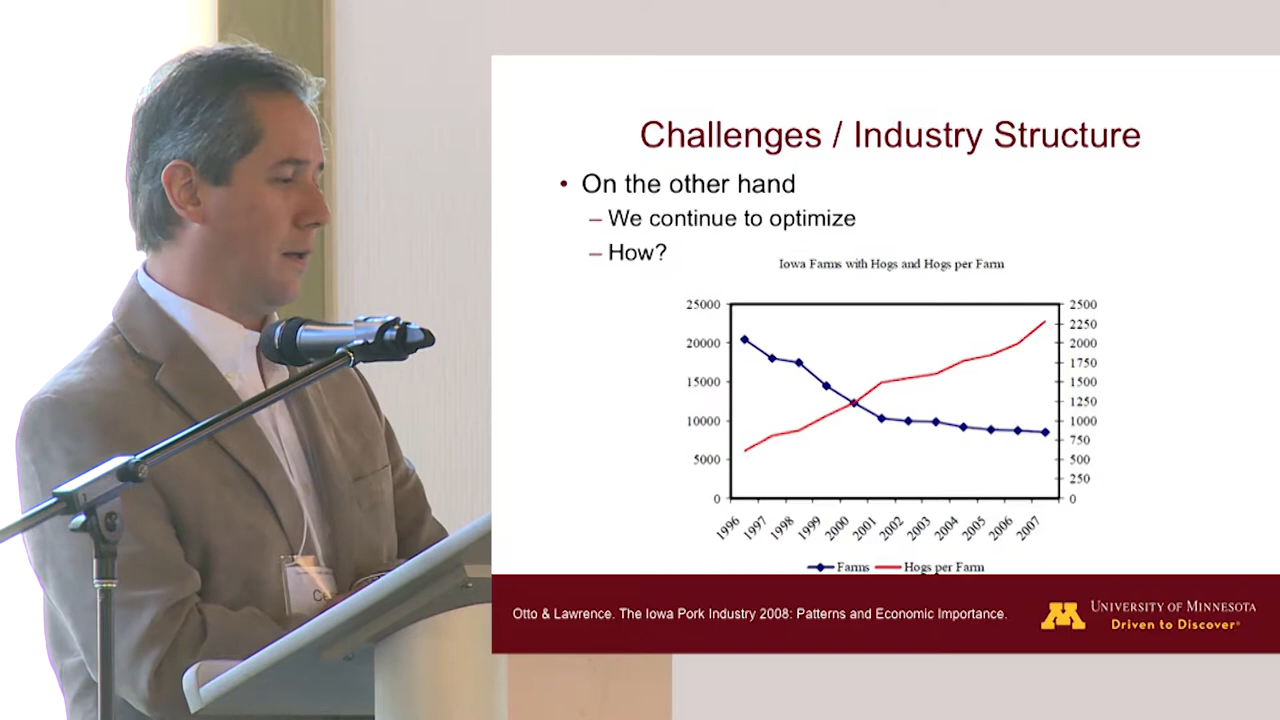 Challenges / Industry Structure
• On the other hand
– We continue to optimize
– How?
Iowa Farms with Hogs and Hogs per Farm
25000
20000
15000
10000
5000
0
2500
2250
2000
1750
1500
1250
1000
750
500
250
0
1996 1997 1998 1999 2000 2001 2002 2003 2004 2005 2006 2007
Farms Hogs per Farm
Otto & Lawrence. The Iowa Pork Industry 2008: Patterns and Economic Importance.
M
UNIVERSITY OF MINNESOTA
Driven to Discover®